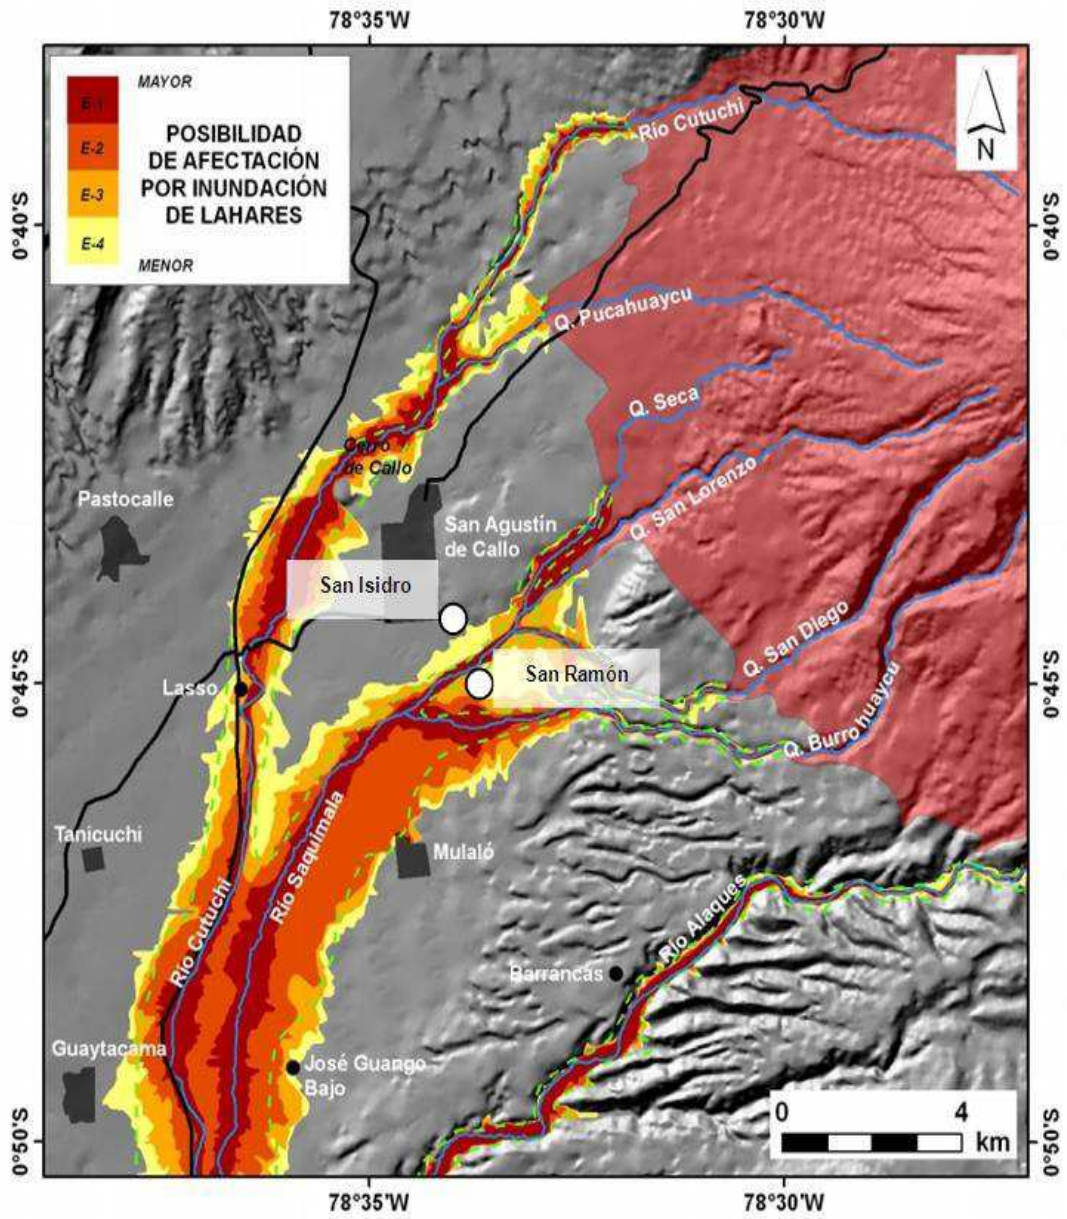 78°35'W
78°30'W
MAYOR
E-1
E-2
E-3
E-4
POSIBILIDAD
DE AFECTACIÓN
POR INUNDACIÓN
DE LAHARES
MENOR
N
0°40'S
0°40'S
Río Cutuchi
Q. Pucahuaycu
Q. Seca
Cerro
de Callo
Q. San Lorenzo
Pastocalle
San Agustín
de Callo
San Isidro
Q. San Diego
San Ramón
0°45'S
0°45'S
Lasso
Q. Burrohuaycu
Tanicuchi
Río Saquimala
Mulaló
Río Cutuchi
Río Alaques
Barrancas
Guaytacama
José Guango
Bajo
0 4
km
0°50'S
0°50'S
78°35'W
78°30'W